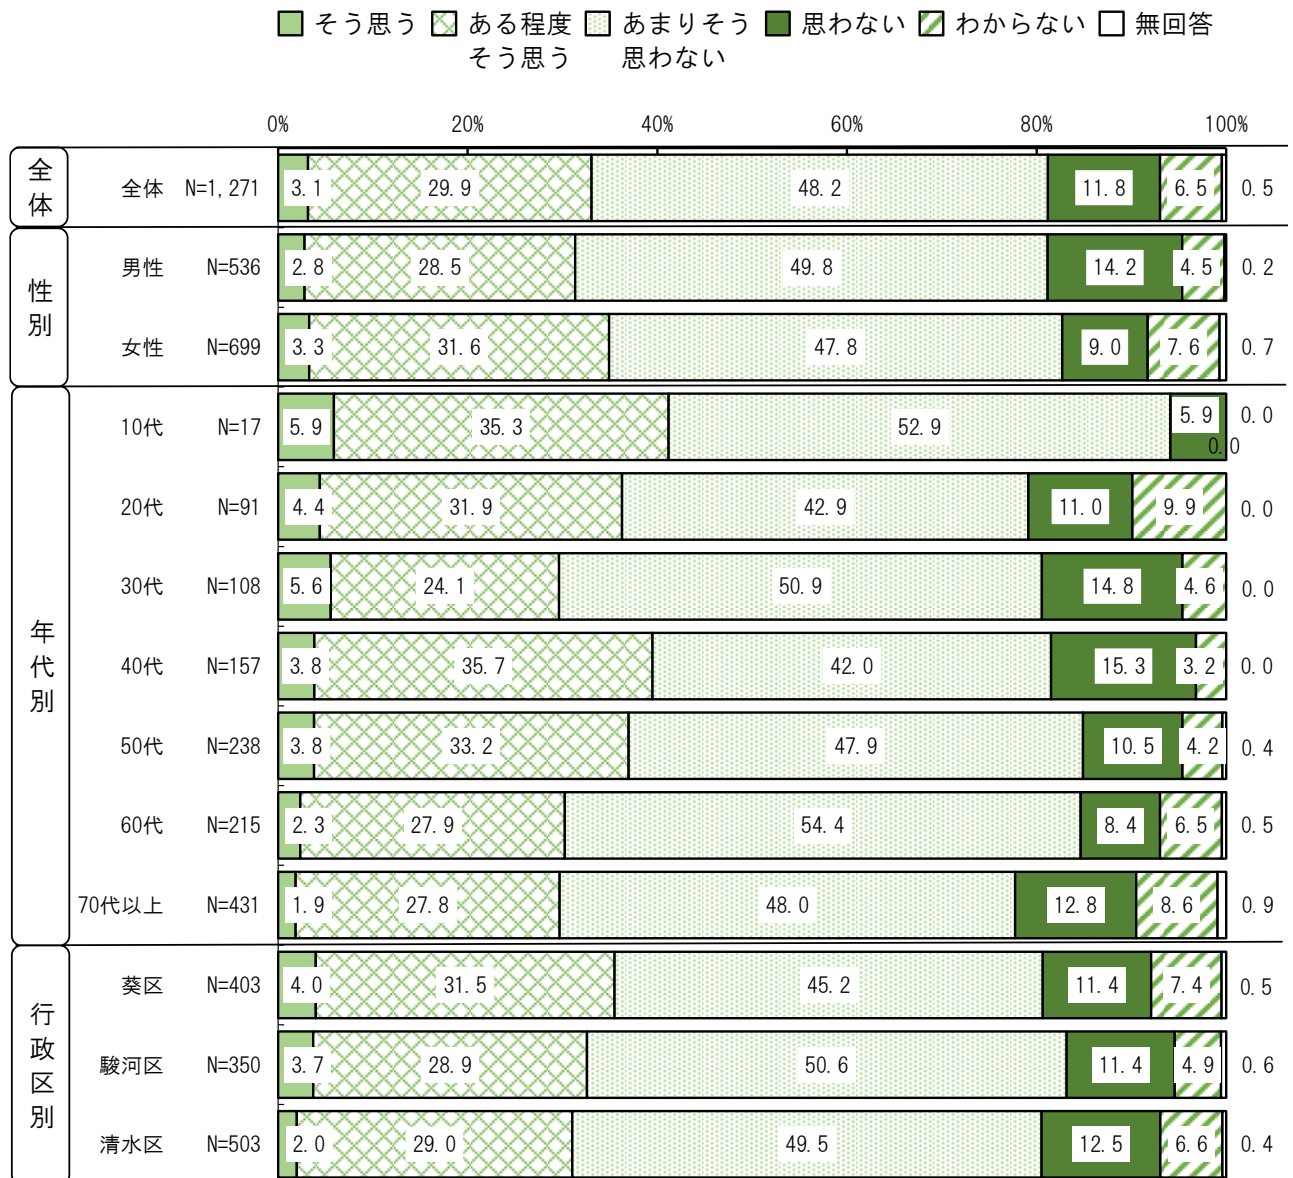 そう思う ある程度 あまりそう 思わない わからない 無回答
そう思う 思わない
0% 20% 40% 60% 80% 100%
全体
全体 N=1,271 3.1 29.9 48.2 11.8 6.5 0.5
性別
男性 N=536 2.8 28.5 49.8 14.2 4.5 0.2
女性 N=699 3.3 31.6 47.8 9.0 7.6 0.7
年代別
10代 N=17 5.9 35.3 52.9 5.9 0.0 0.0
20代 N=91 4.4 31.9 42.9 11.0 9.9 0.0
30代 N=108 5.6 24.1 50.9 14.8 4.6 0.0
40代 N=157 3.8 35.7 42.0 15.3 3.2 0.0
50代 N=238 3.8 33.2 47.9 10.5 4.2 0.4
60代 N=215 2.3 27.9 54.4 8.4 6.5 0.5
70代以上 N=431 1.9 27.8 48.0 12.8 8.6 0.9
行政区別
葵区 N=403 4.0 31.5 45.2 11.4 7.4 0.5
駿河区 N=350 3.7 28.9 50.6 11.4 4.9 0.6
清水区 N=503 2.0 29.0 49.5 12.5 6.6 0.4